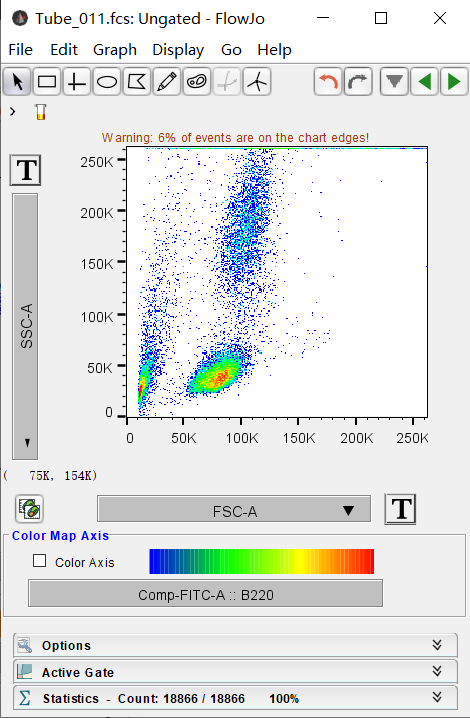 Tube_011.fcs: Ungated - FlowJo
File Edit Graph Display Go Help
Warning: 6% of events are on the chart edges!
T
250K
200K
150K
100K
50K
0
SSC-A
0 50K 100K 150K 200K 250K
( 75K, 154K)
FSC-A
T
Color Map Axis
Color Axis
Comp-FITC-A :: B220
Options
Active Gate
Statistics - Count: 18866 / 18866 100%